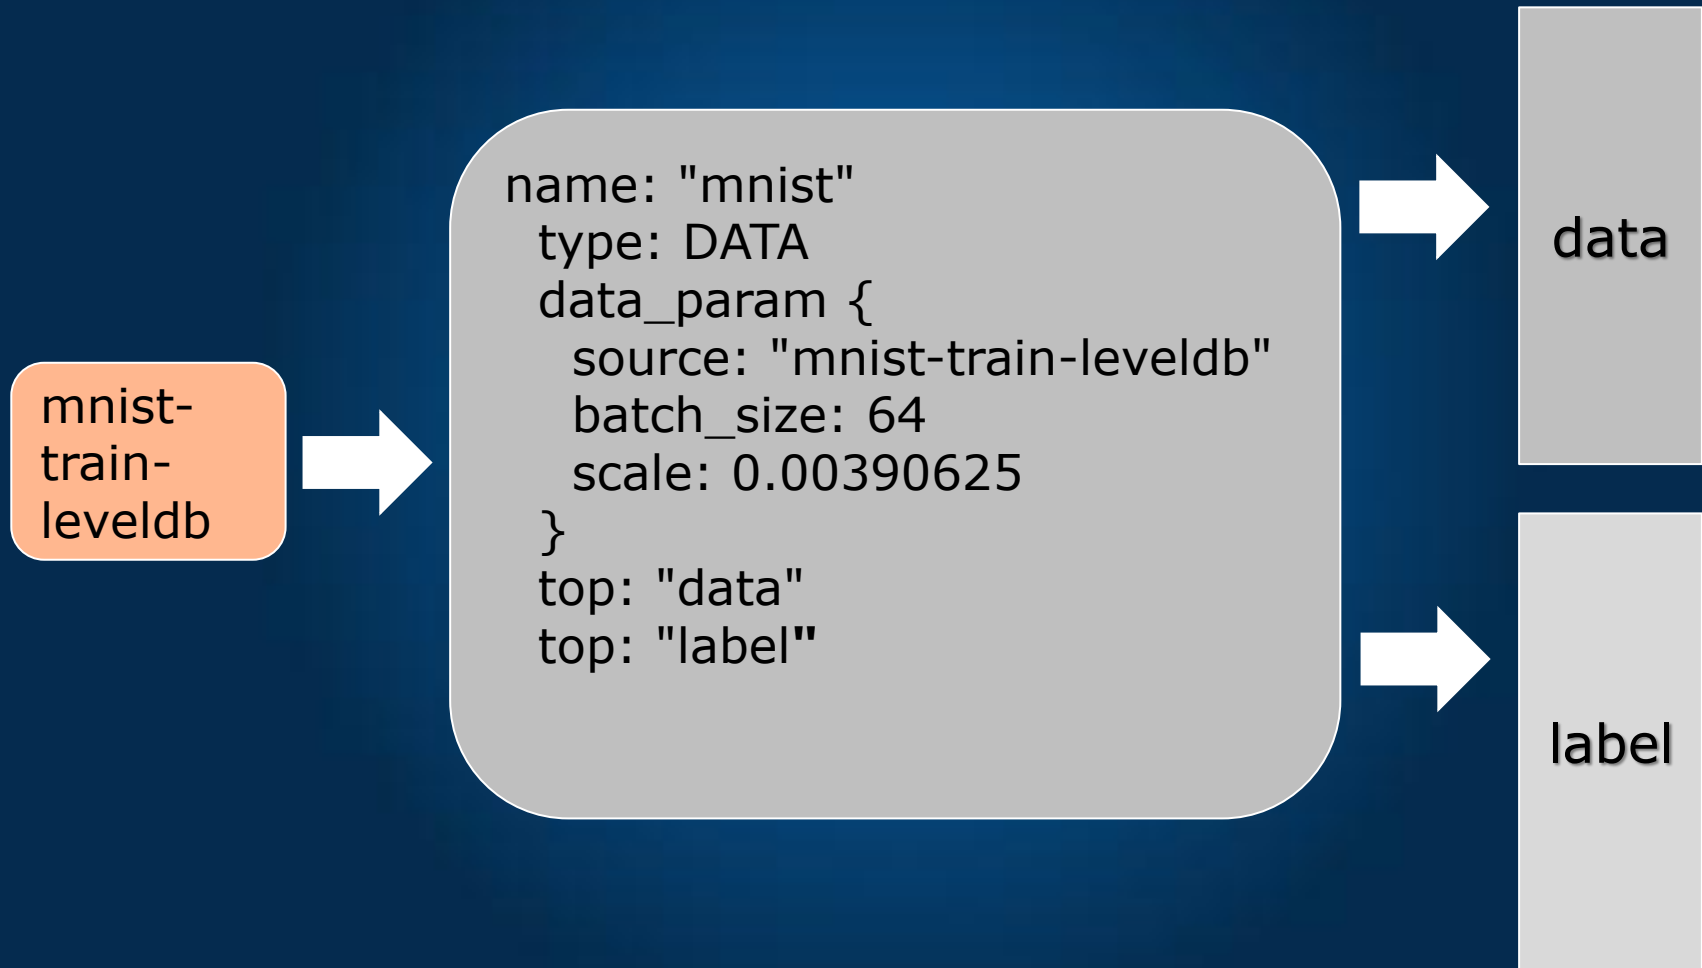 mnist-
train-
leveldb
name: "mnist"
type: DATA
data_param {
source: "mnist-train-leveldb"
batch_size: 64
scale: 0.00390625
}
top: "data"
top: "label"
data
label